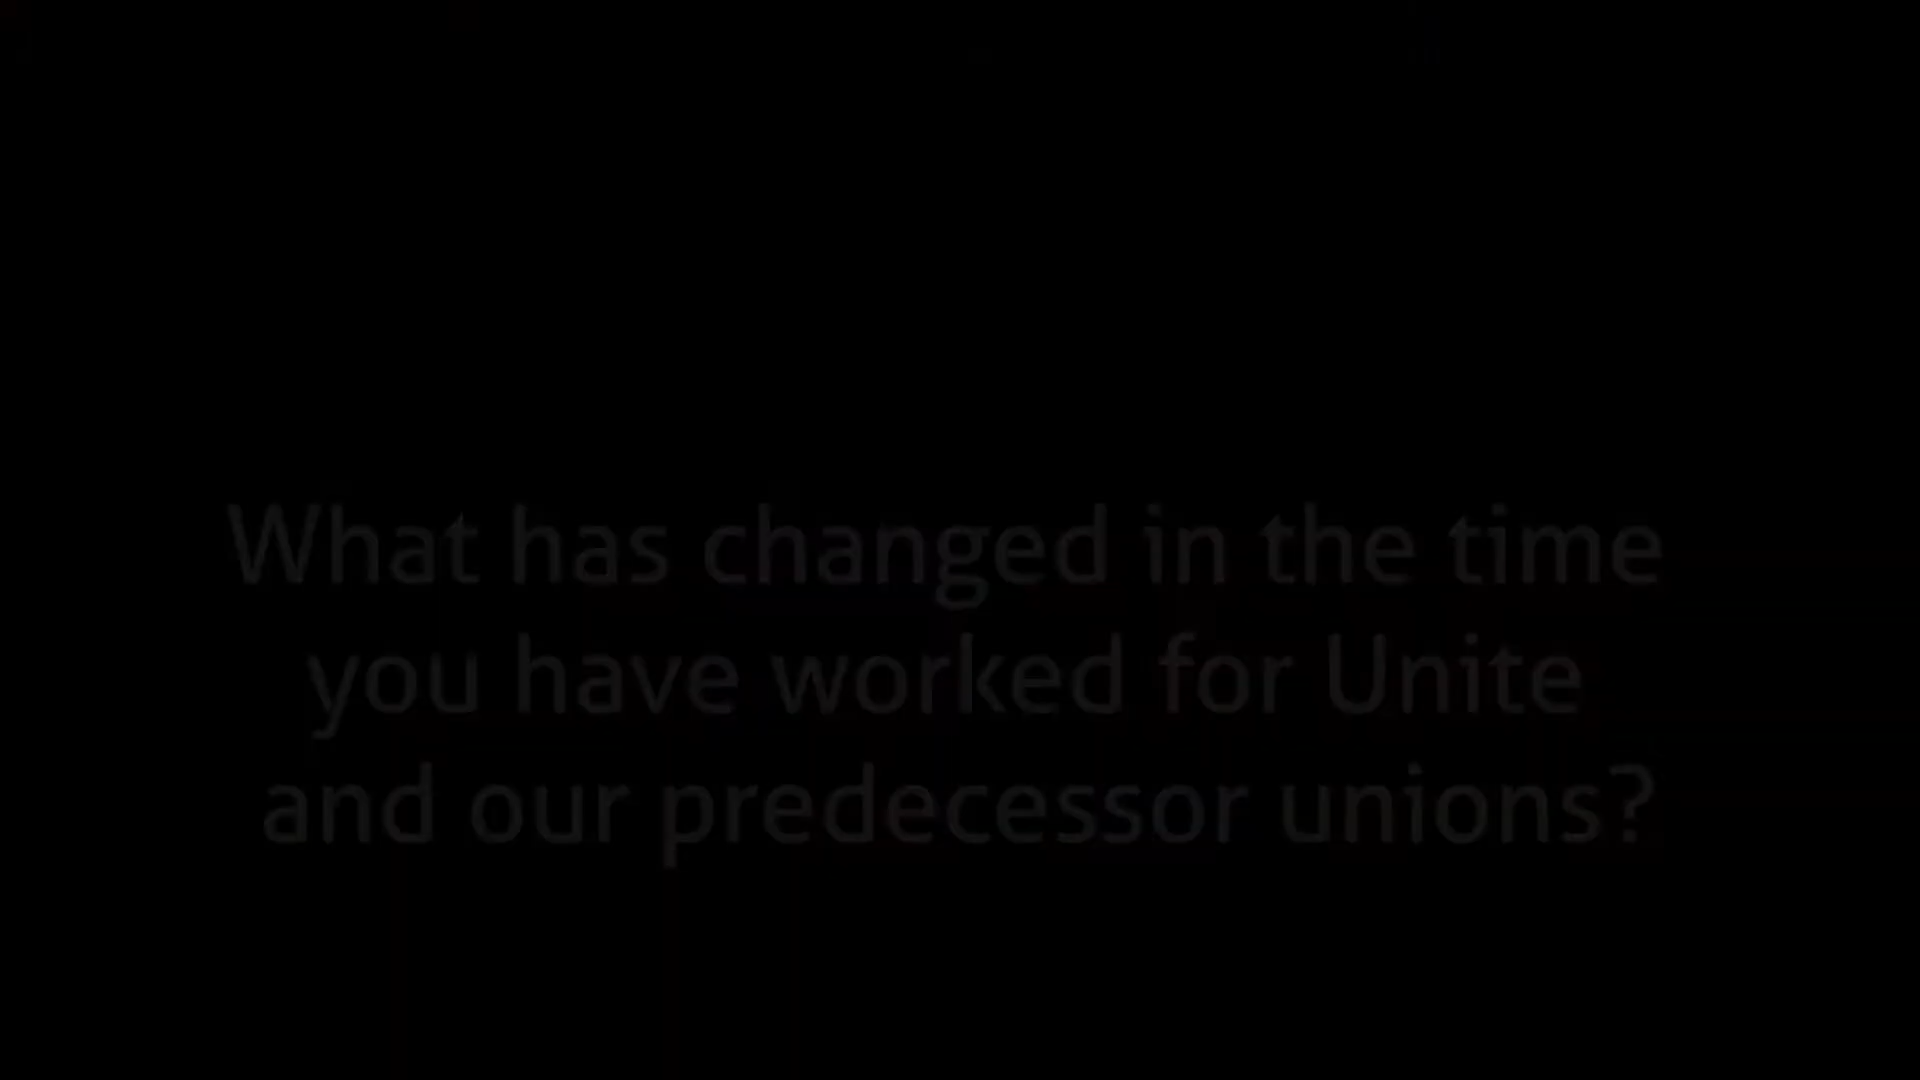 What has changed in the time
you have worked for Unite
and our predecessor unions?